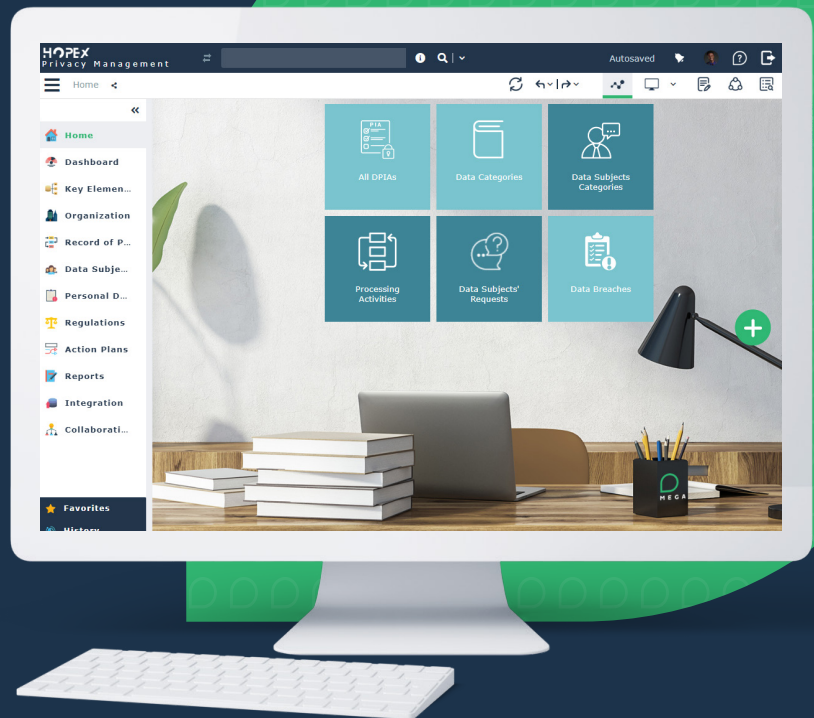 HOPEX
Privacy Management
Autosaved
Home
Home
Dashboard
Key Elemen...
Organization
Record of P...
Data Subje...
Personal D...
Regulations
Action Plans
Reports
Integration
Collaborati...
Favorites
History
PIA
All DPIAs
Data Categories
Data Subjects
Categories
Processing
Activities
Data Subjects'
Requests
Data Breaches
MEGA